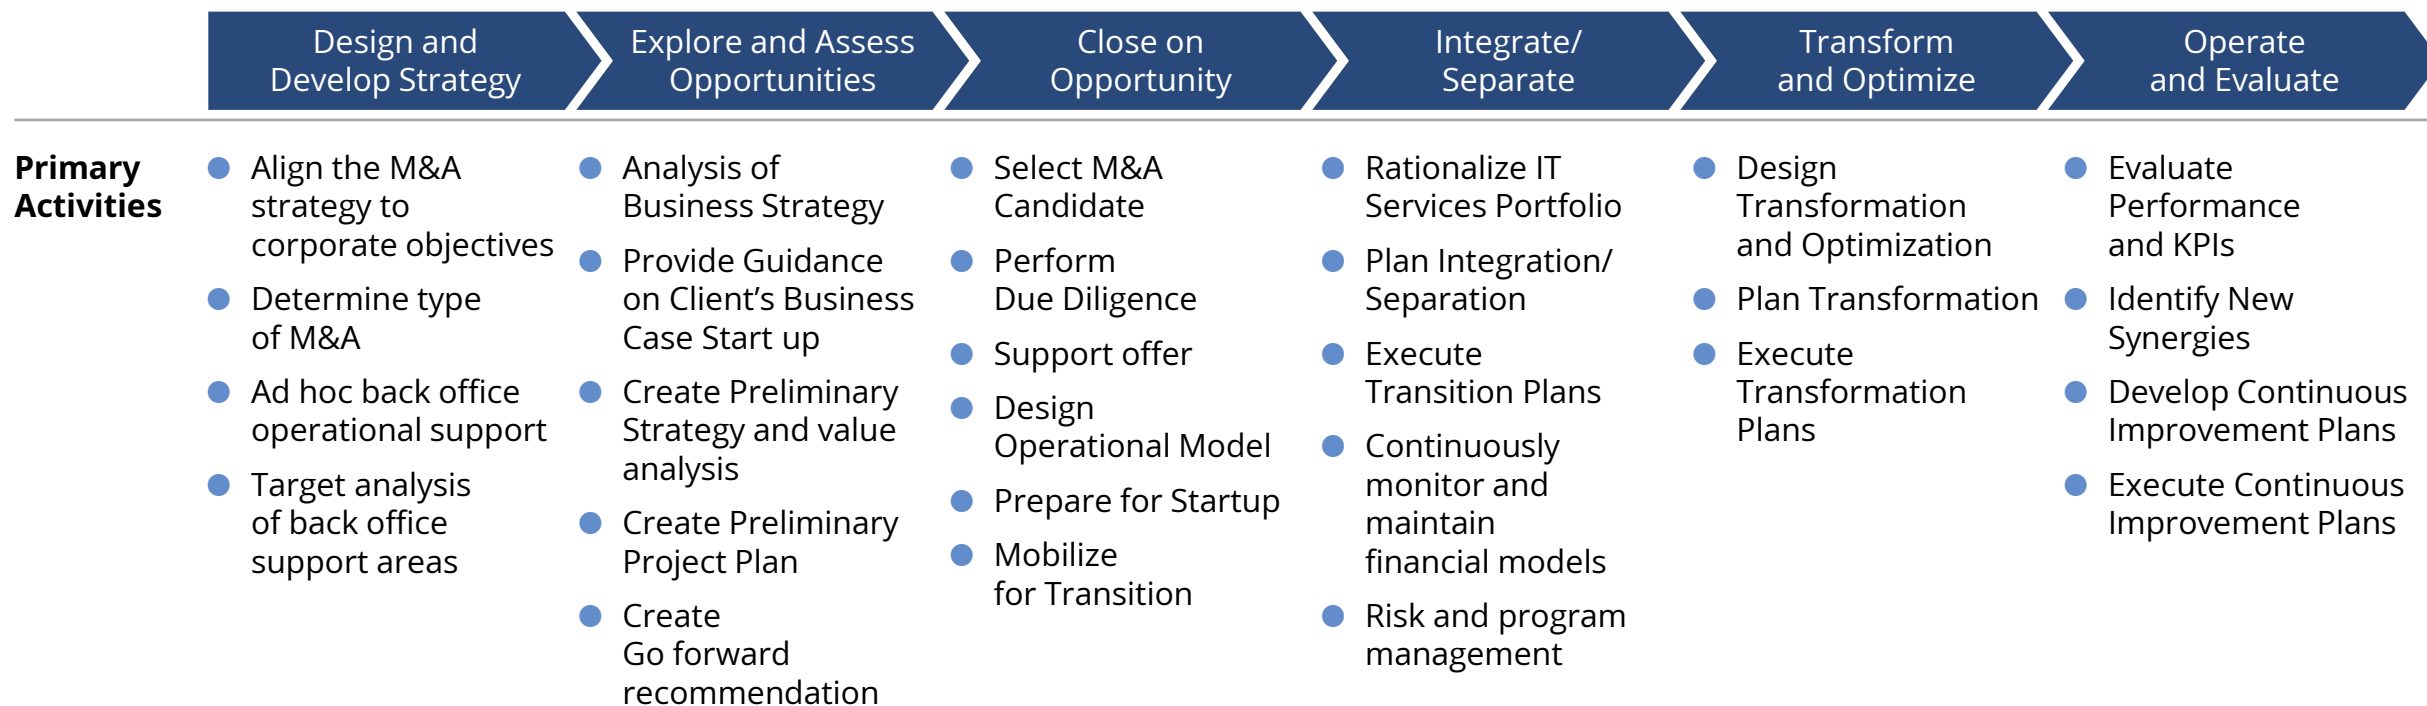 Design and
Develop Strategy
Explore and Assess
Opportunities
Close on
Opportunity
Integrate/
Separate
Transform
and Optimize
Operate
and Evaluate
Primary
Activities
Align the M&A
strategy to
corporate objectives
Determine type
of M&A
Ad hoc back office
operational support
Target analysis
of back office
support areas
Analysis of
Business Strategy
Provide Guidance
on Client’s Business
Case Start up
Create Preliminary
Strategy and value
analysis
Create Preliminary
Project Plan
Create
Go forward
recommendation
Select M&A
Candidate
Perform
Due Diligence
Support offer
Design
Operational Model
Prepare for Startup
Mobilize
for Transition
Rationalize IT
Services Portfolio
Plan Integration/
Separation
Execute
Transition Plans
Continuously
monitor and
maintain
financial models
Risk and program
management
Design
Transformation
and Optimization
Plan Transformation
Execute
Transformation
Plans
Evaluate
Performance
and KPIs
Identify New
Synergies
Develop Continuous
Improvement Plans
Execute Continuous
Improvement Plans